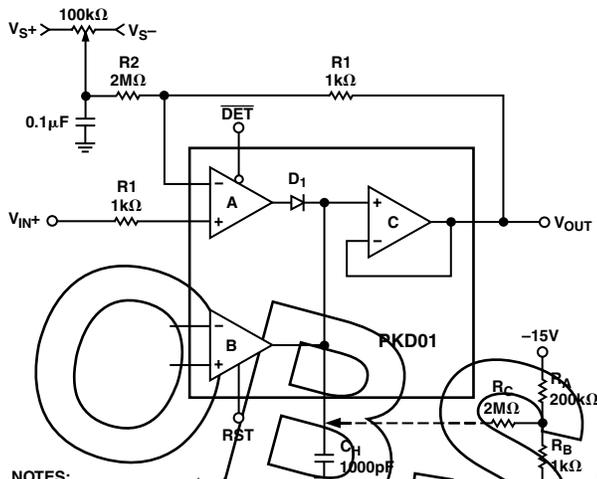 100kΩ
VS+ VS−
R2
2MΩ
R1
1kΩ
0.1μF
DET
R1
1kΩ
VIN+
A
−
+
D1
+
−
C
VOUT
−
+
B
PKD01
RST
−15V
RA
200kΩ
RC
2MΩ
RB
1kΩ
CH
1000pF
NOTES:
O B S